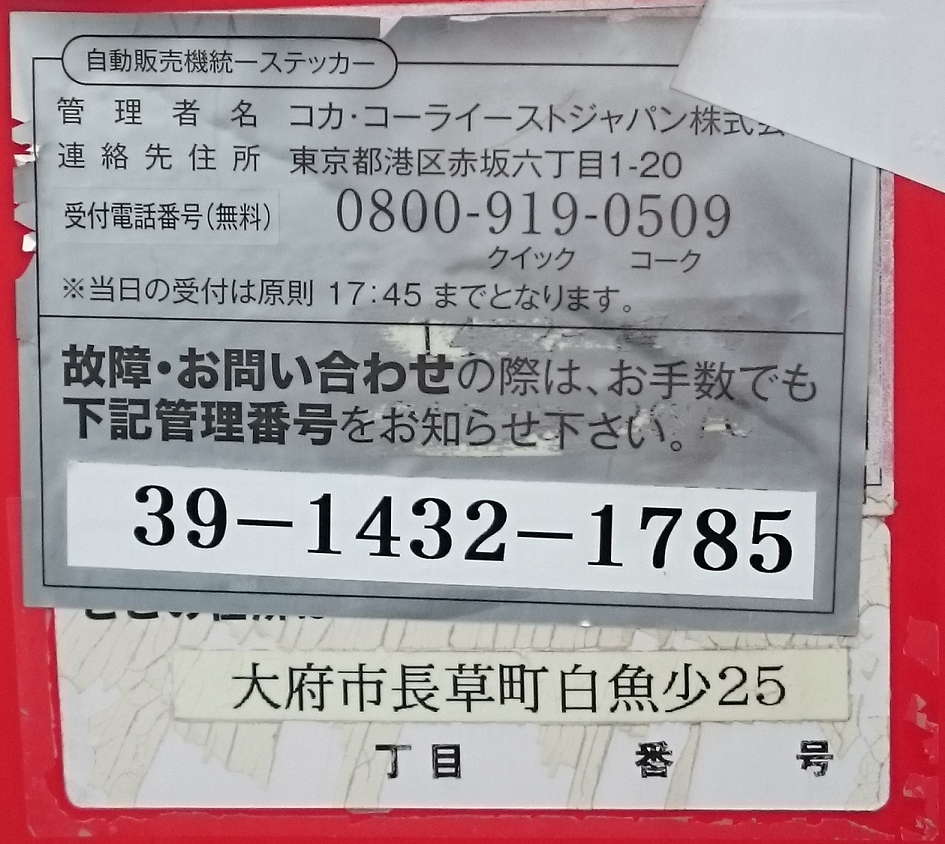 自動販売機統一ステッカー
管理者名 コカ・コーライーストジャパン株式会
連絡先住所 東京都港区赤坂六丁目1-20
受付電話番号(無料) 0800-919-0509
クイック コーク
※当日の受付は原則 17:45 までとなります。
故障・お問い合わせの際は、お手数でも
下記管理番号をお知らせ下さい。
39-1432-1785
大府市長草町白魚少25
丁目 番 号